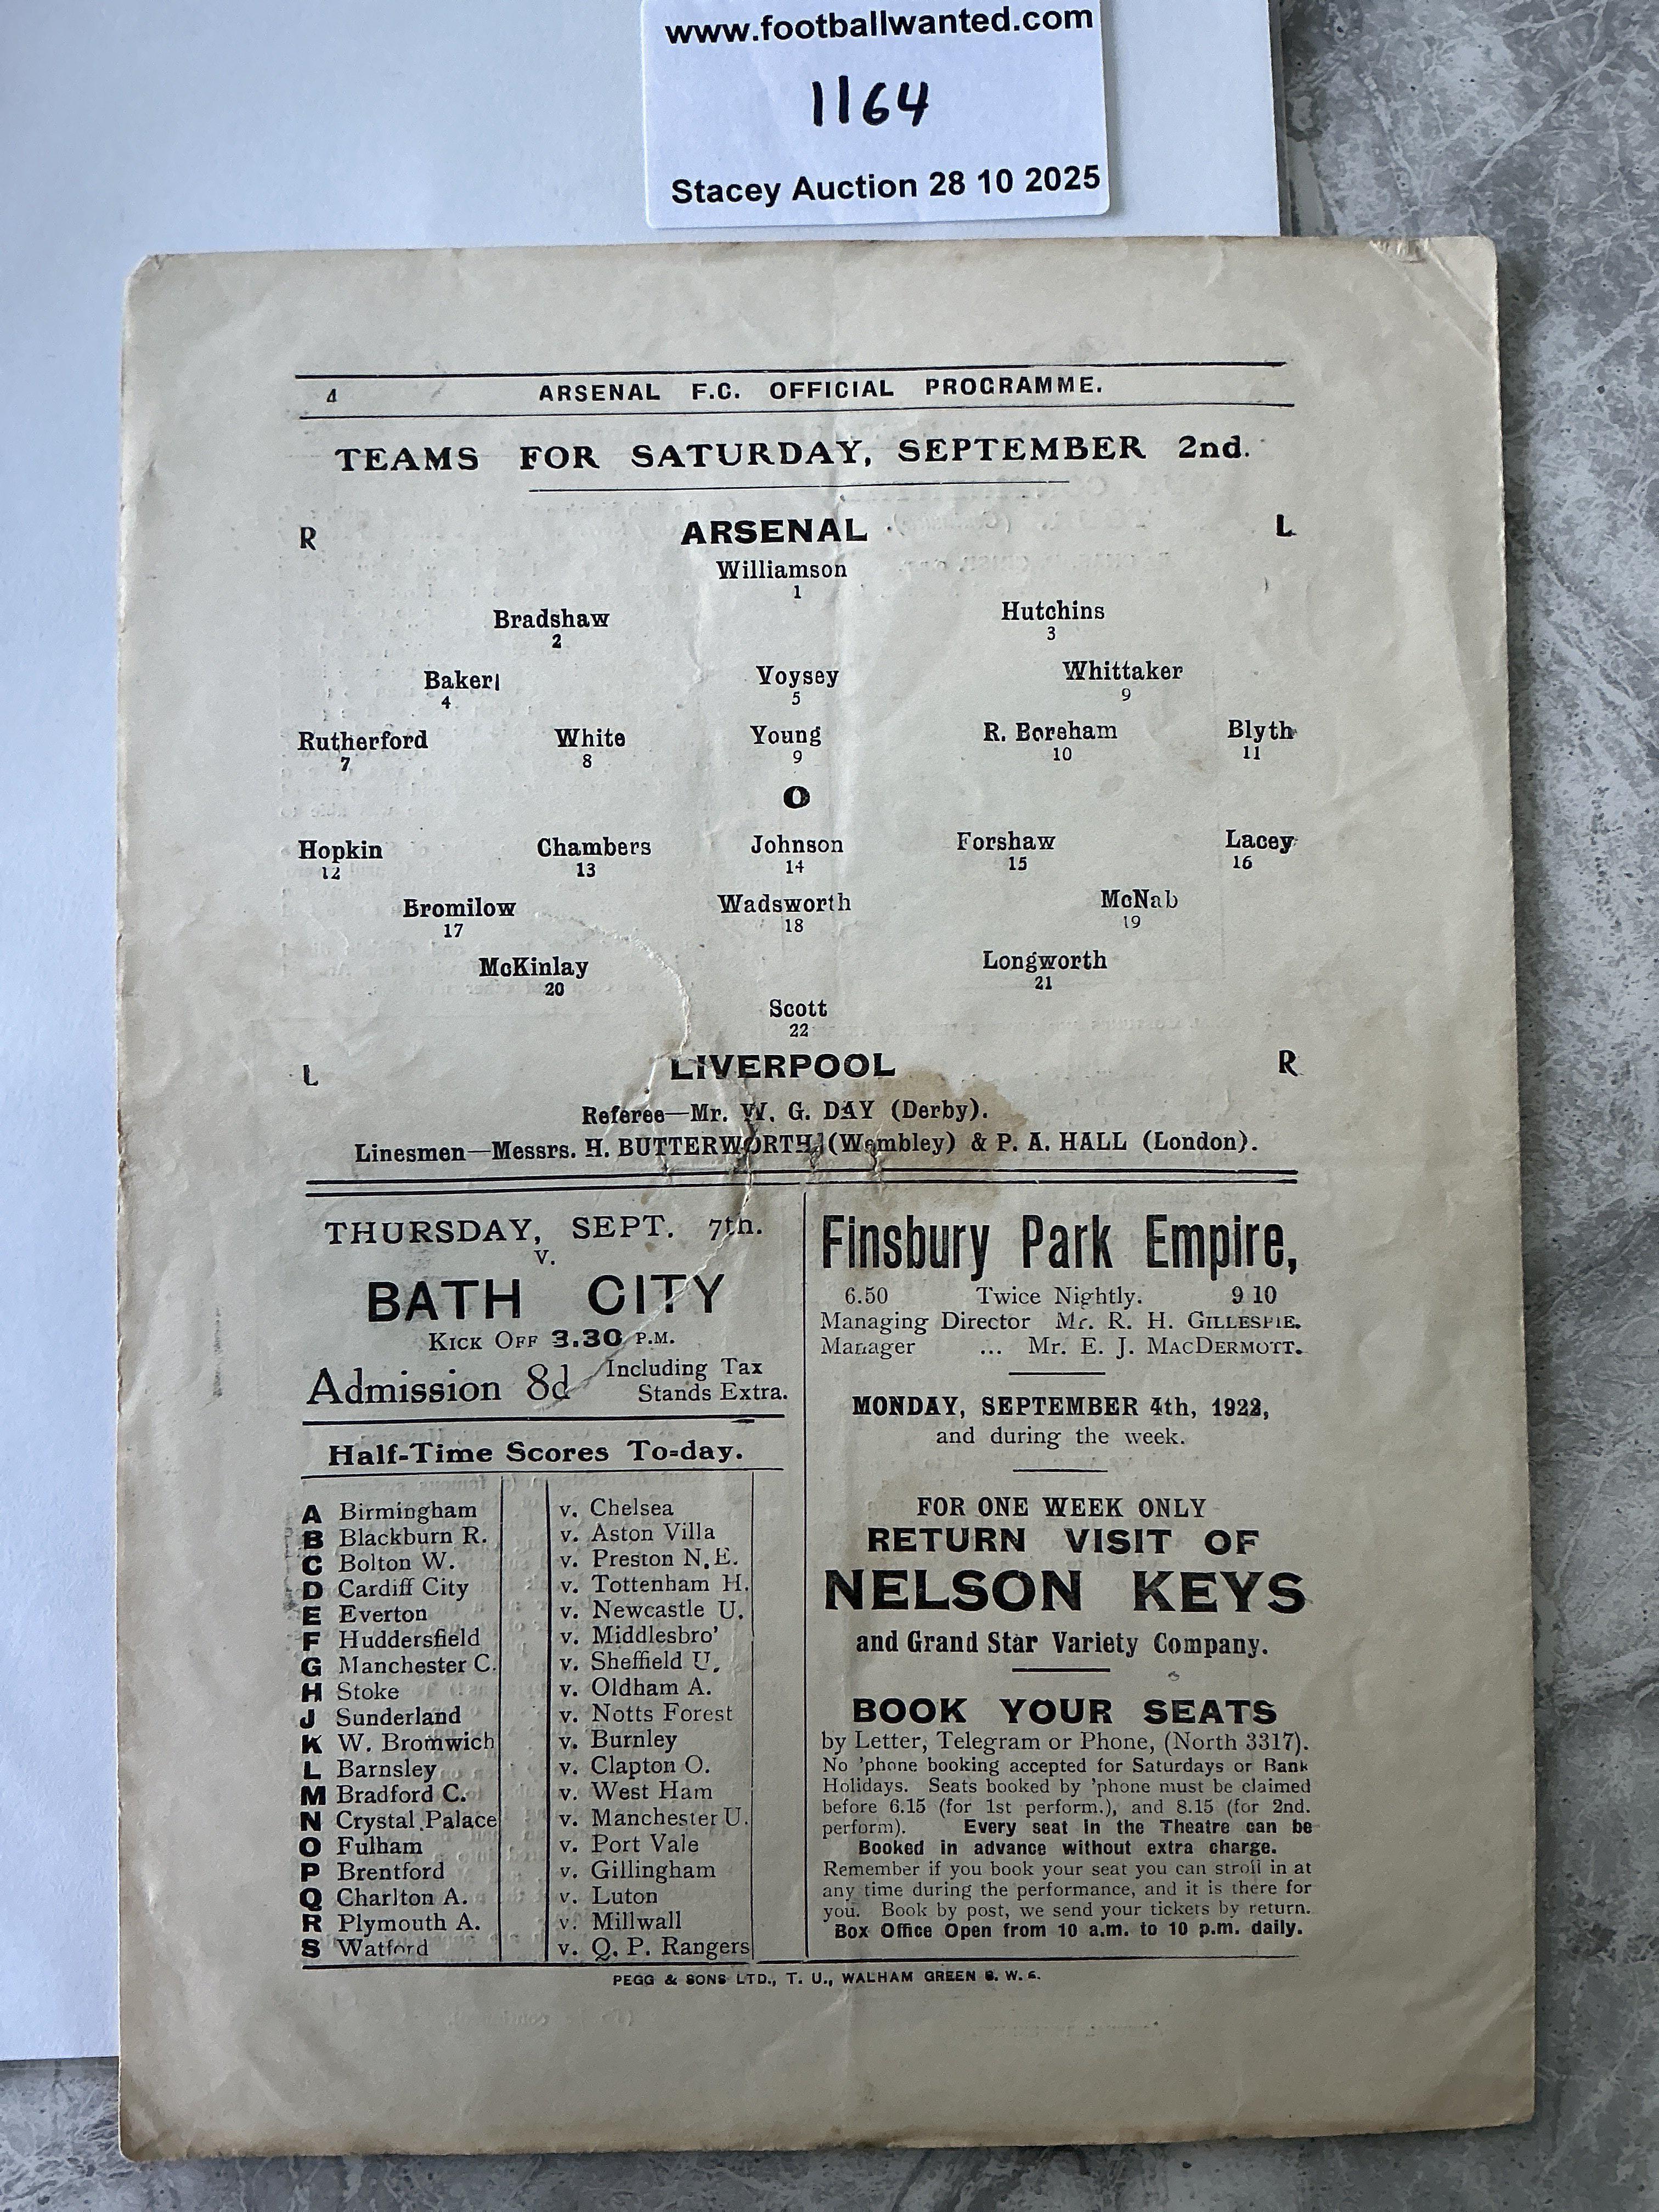 www.footballwanted.com
1164
Stacey Auction 28 10 2025
4 ARSENAL F.C. OFFICIAL PROGRAMME.
TEAMS FOR SATURDAY, SEPTEMBER 2nd.
R ARSENAL L
Williamson
1
Bradshaw Hutchins
2 3
Baker Voysey Whittaker
4 5 9
Rutherford White Young R. Boreham Blyth
7 8 9 10 11
O
Hopkin Chambers Johnson Forshaw Lacey
12 13 14 15 16
Bromilow Wadsworth McNab
17 18 19
McKinlay Longworth
20 21
Scott
22
L LIVERPOOL R
Referee—Mr. W. G. DAY (Derby).
Linesmen—Messrs. H. BUTTERWORTH (Wembley) & P. A. HALL (London).
THURSDAY, SEPT. 7th.
v.
BATH CITY
KICK OFF 3.30 P.M.
Admission 8d Including Tax
Stands Extra.
Half-Time Scores To-day.
A Birmingham v. Chelsea
B Blackburn R. v. Aston Villa
C Bolton W. v. Preston N.E.
D Cardiff City v. Tottenham H.
E Everton v. Newcastle U.
F Huddersfield v. Middlesbro'
G Manchester C. v. Sheffield U.
H Stoke v. Oldham A.
J Sunderland v. Notts Forest
K W. Bromwich v. Burnley
L Barnsley v. Clapton O.
M Bradford C. v. West Ham
N Crystal Palace v. Manchester U.
O Fulham v. Port Vale
P Brentford v. Gillingham
Q Charlton A. v. Luton
R Plymouth A. v. Millwall
S Watford v. Q. P. Rangers
Finsbury Park Empire,
6.50 Twice Nightly. 9 10
Managing Director Mr. R. H. GILLESPIE.
Manager ... Mr. E. J. MACDERMOTT.
MONDAY, SEPTEMBER 4th, 1922,
and during the week.
FOR ONE WEEK ONLY
RETURN VISIT OF
NELSON KEYS
and Grand Star Variety Company.
BOOK YOUR SEATS
by Letter, Telegram or Phone, (North 3317).
No 'phone booking accepted for Saturdays or Bank
Holidays. Seats booked by 'phone must be claimed
before 6.15 (for 1st perform.), and 8.15 (for 2nd.
perform). Every seat in the Theatre can be
Booked in advance without extra charge.
Remember if you book your seat you can stroll in at
any time during the performance, and it is there for
you. Book by post, we send your tickets by return.
Box Office Open from 10 a.m. to 10 p.m. daily.
PEGG & SONS LTD., T. U., WALHAM GREEN S. W. 6.